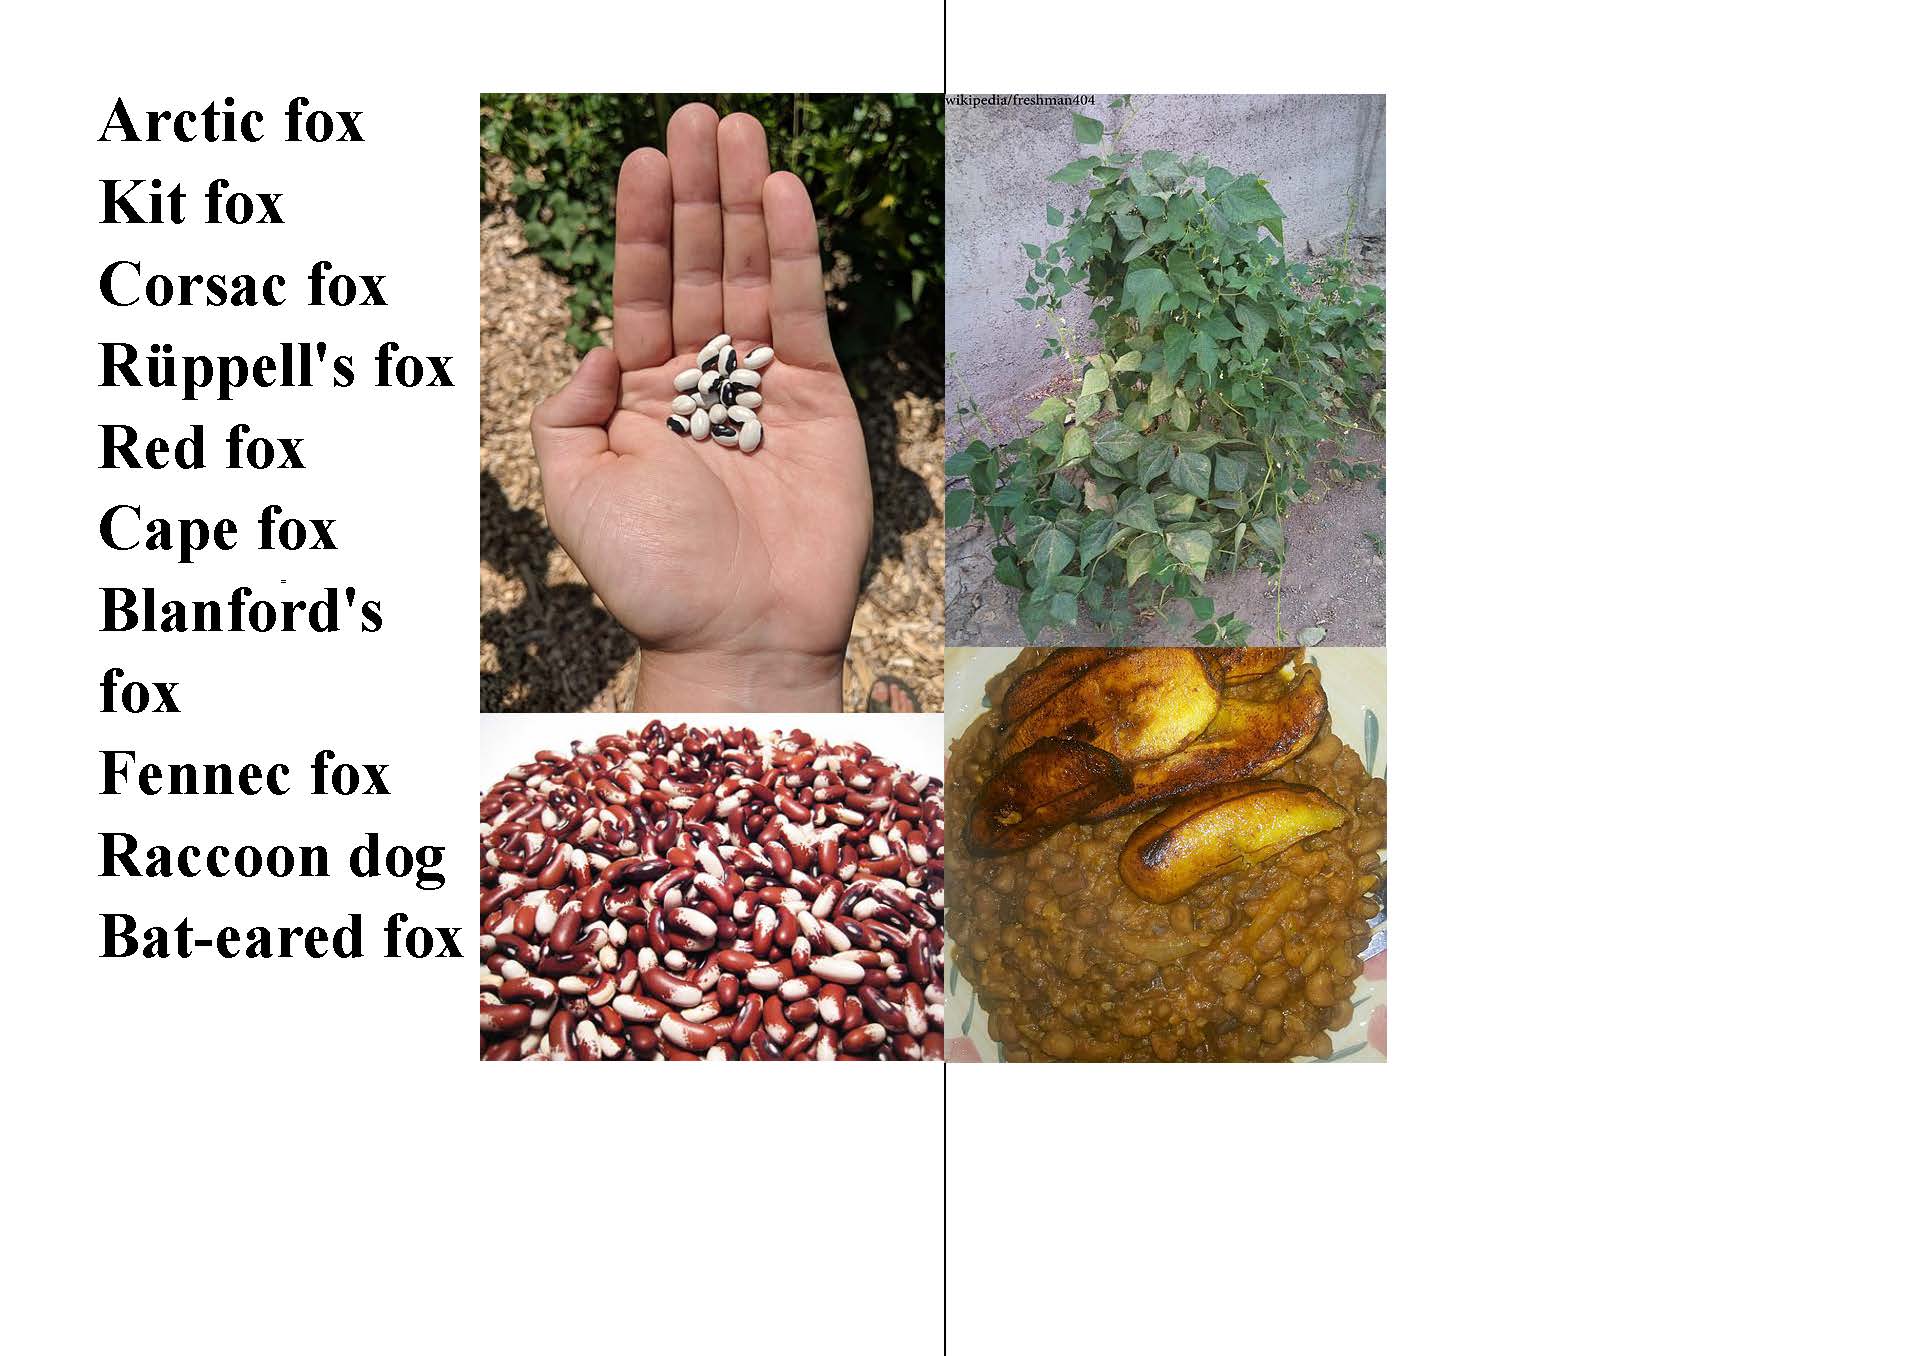 Arctic fox
Kit fox
Corsac fox
Rüppell's fox
Red fox
Cape fox
Blanford's
fox
Fennec fox
Raccoon dog
Bat-eared fox
wikipedia/freshman404